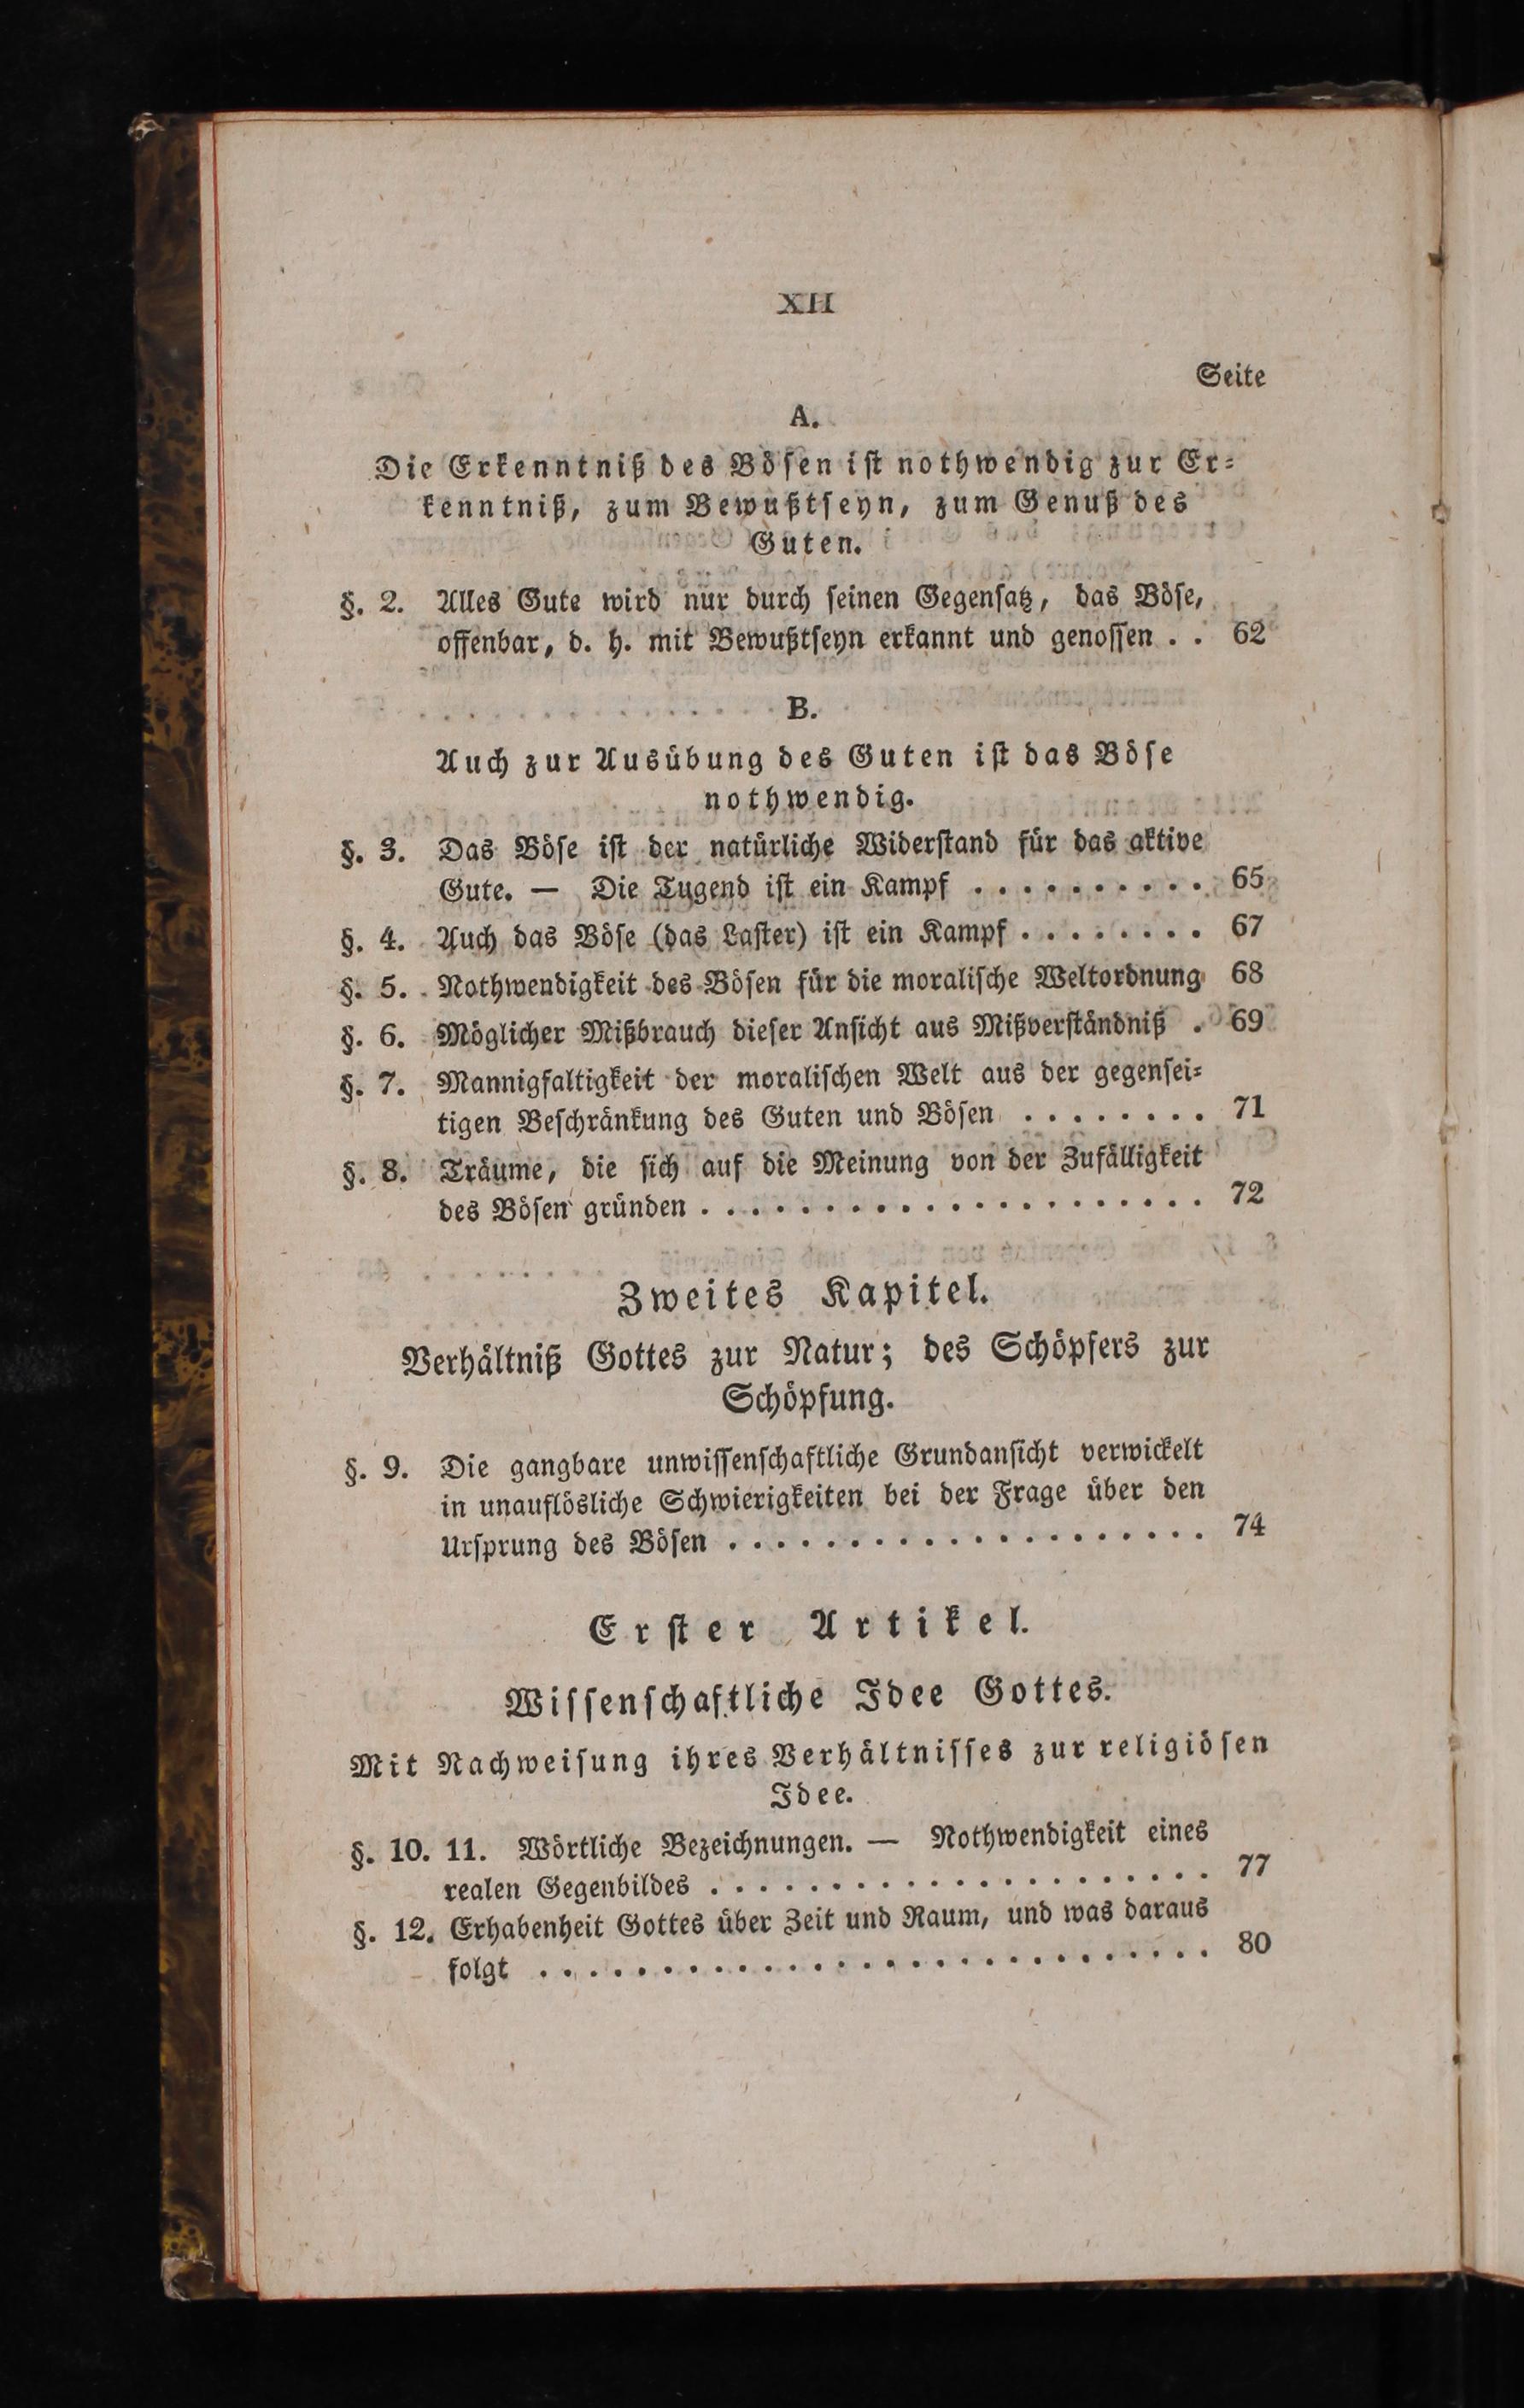 XII
Seite
A.
Die Erkenntniß des Bösen ist nothwendig zur Er-
kenntniß, zum Bewußtseyn, zum Genuß des
Guten.
§. 2. Alles Gute wird nur durch seinen Gegensatz, das Böse,
offenbar, d. h. mit Bewußtseyn erkannt und genossen . . 62
B.
Auch zur Ausübung des Guten ist das Böse
nothwendig.
§. 3. Das Böse ist der natürliche Widerstand für das aktive
Gute. — Die Tugend ist ein Kampf . . . . . . . . . . 65
§. 4. Auch das Böse (das Laster) ist ein Kampf . . . . . . . . 67
§. 5. Nothwendigkeit des Bösen für die moralische Weltordnung 68
§. 6. Möglicher Mißbrauch dieser Ansicht aus Mißverständniß . 69
§. 7. Mannigfaltigkeit der moralischen Welt aus der gegensei-
tigen Beschränkung des Guten und Bösen . . . . . . . . 71
§. 8. Träume, die sich auf die Meinung von der Zufälligkeit
des Bösen gründen . . . . . . . . . . . . . . . . . . . . . 72
Zweites Kapitel.
Verhältniß Gottes zur Natur; des Schöpfers zur
Schöpfung.
§. 9. Die gangbare unwissenschaftliche Grundansicht verwickelt
in unauflösliche Schwierigkeiten bei der Frage über den
Ursprung des Bösen . . . . . . . . . . . . . . . . . . . . 74
Erster Artikel.
Wissenschaftliche Idee Gottes.
Mit Nachweisung ihres Verhältnisses zur religiösen
Idee.
§. 10. 11. Wörtliche Bezeichnungen. — Nothwendigkeit eines
realen Gegenbildes . . . . . . . . . . . . . . . . . . . . . 77
§. 12. Erhabenheit Gottes über Zeit und Raum, und was daraus
folgt . . . . . . . . . . . . . . . . . . . . . . . . . . . . 80